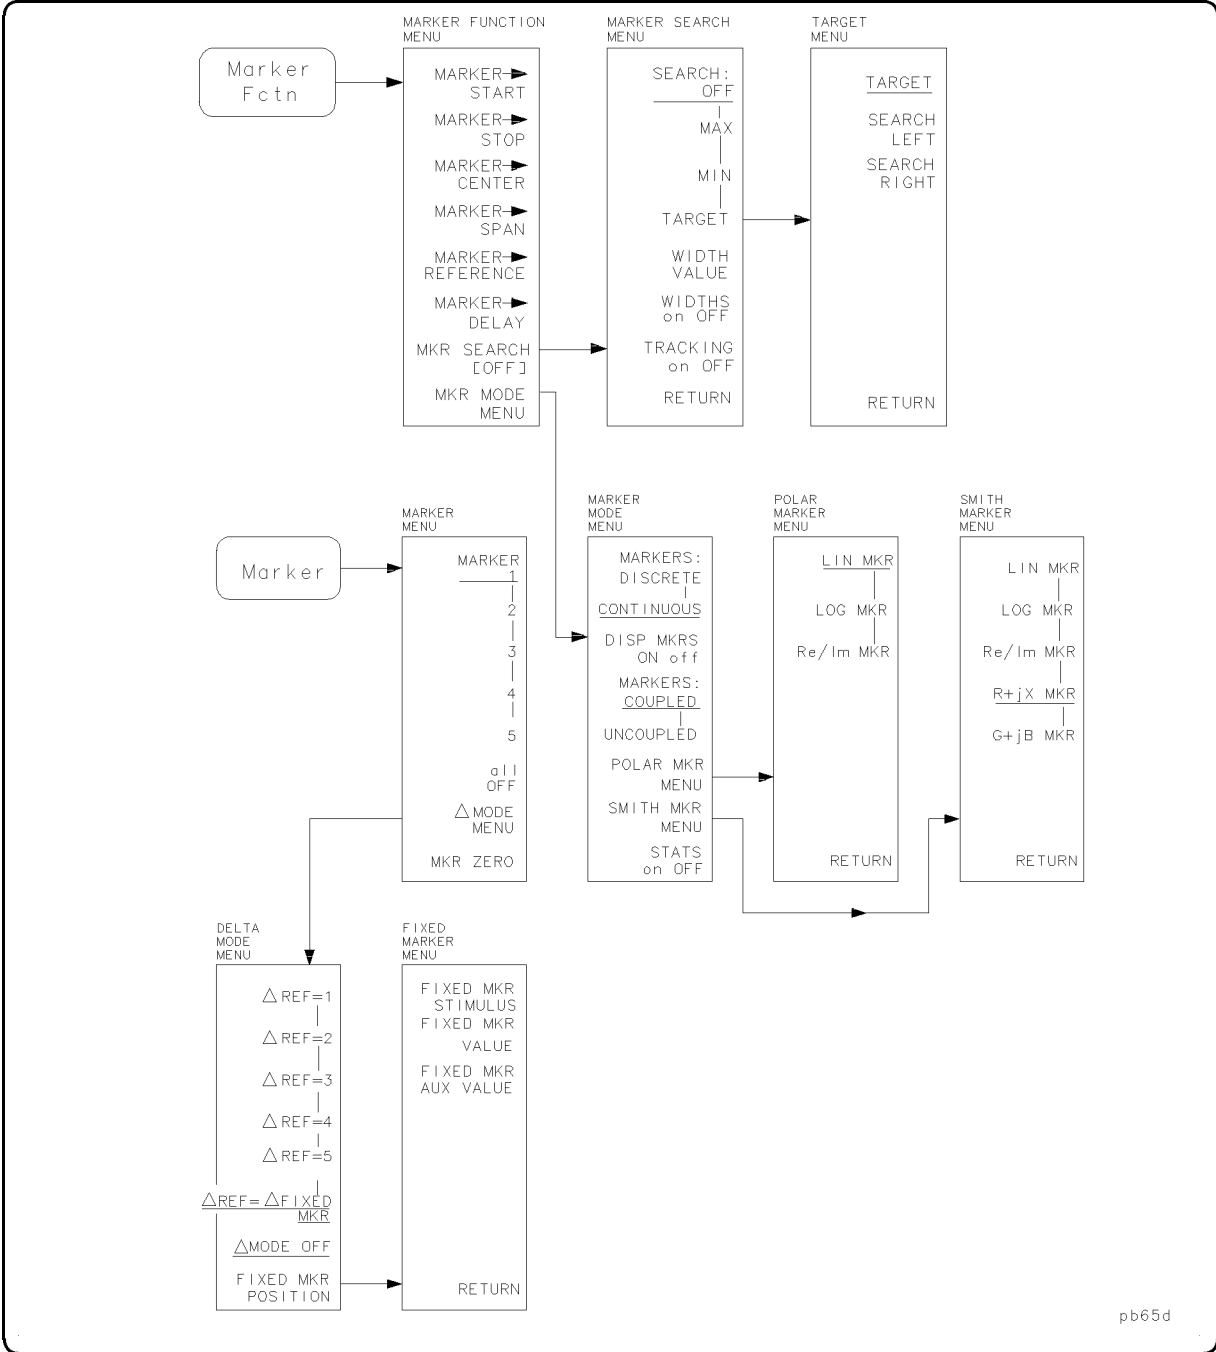 MARKER FUNCTION
MENU
MARKER SEARCH
MENU
TARGET
MENU
Marker
Fctn
MARKER
START
MARKER
STOP
MARKER
CENTER
MARKER
SPAN
MARKER
REFERENCE
MARKER
DELAY
MKR SEARCH
[OFF]
MKR MODE
MENU
SEARCH:
OFF
MAX
MIN
TARGET
WIDTH
VALUE
WIDTHS
on OFF
TRACKING
on OFF
RETURN
TARGET
SEARCH
LEFT
SEARCH
RIGHT
RETURN
MARKER
MENU
MARKER
MODE
MENU
POLAR
MARKER
MENU
SMITH
MARKER
MENU
Marker
MARKER
1
2
3
4
5
all
OFF
△ MODE
MENU
MKR ZERO
MARKERS:
DISCRETE
CONTINUOUS
DISP MKRS
ON off
MARKERS:
COUPLED
UNCOUPLED
POLAR MKR
MENU
SMITH MKR
MENU
STATS
on OFF
LIN MKR
LOG MKR
Re/Im MKR
RETURN
LIN MKR
LOG MKR
Re/Im MKR
R+jX MKR
G+jB MKR
RETURN
DELTA
MODE
MENU
FIXED
MARKER
MENU
△ REF=1
△ REF=2
△ REF=3
△ REF=4
△ REF=5
△REF= △FIXED
MKR
△MODE OFF
FIXED MKR
POSITION
FIXED MKR
STIMULUS
FIXED MKR
VALUE
FIXED MKR
AUX VALUE
RETURN
pb65d